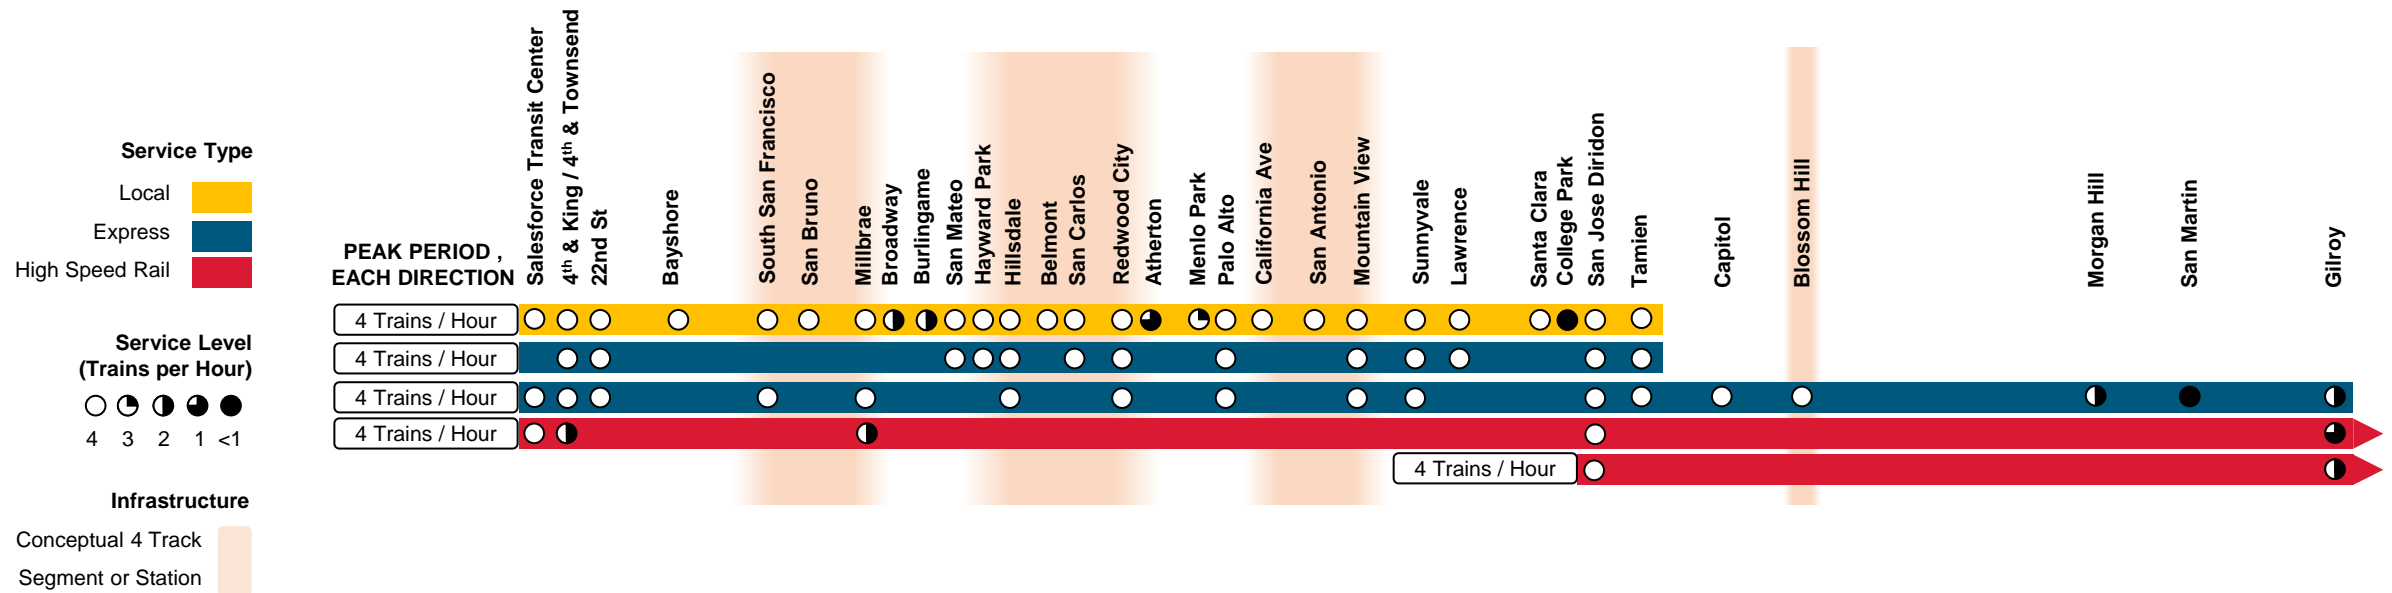 Service Type
Local
Express
High Speed Rail
Service Level
(Trains per Hour)
4 3 2 1 <1
Infrastructure
Conceptual 4 Track
Segment or Station
PEAK PERIOD ,
EACH DIRECTION
Salesforce Transit Center
4th & King / 4th & Townsend
22nd St
Bayshore
South San Francisco
San Bruno
Millbrae
Broadway
Burlingame
San Mateo
Hayward Park
Hillsdale
Belmont
San Carlos
Redwood City
Atherton
Menlo Park
Palo Alto
California Ave
San Antonio
Mountain View
Sunnyvale
Lawrence
Santa Clara
College Park
San Jose Diridon
Tamien
Capitol
Blossom Hill
Morgan Hill
San Martin
Gilroy
4 Trains / Hour
4 Trains / Hour
4 Trains / Hour
4 Trains / Hour
4 Trains / Hour